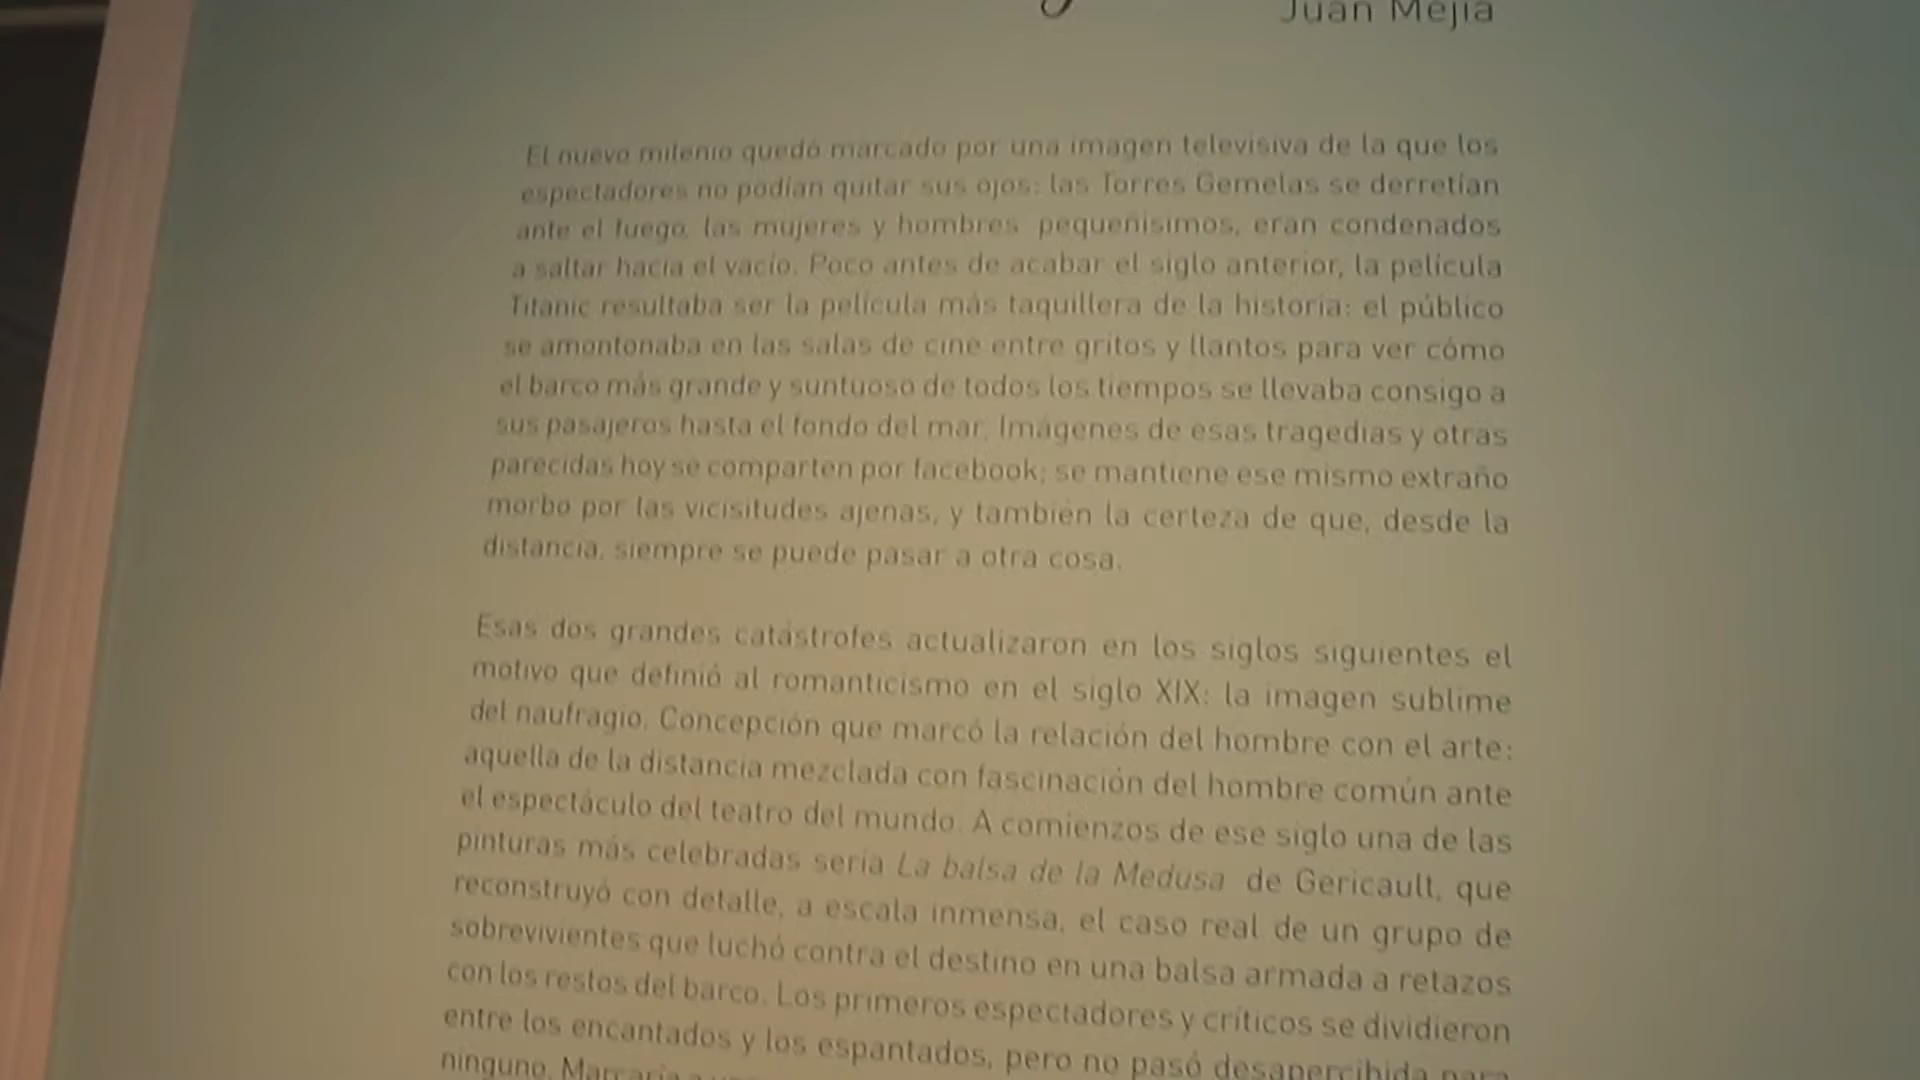 Juan Mejía
El nuevo milenio quedó marcado por una imagen televisiva de la que los
espectadores no podían quitar sus ojos: las Torres Gemelas se derretían
ante el fuego, las mujeres y hombres pequeñísimos, eran condenados
a saltar hacia el vacío. Poco antes de acabar el siglo anterior, la película
Titanic resultaba ser la película más taquillera de la historia: el público
se amontonaba en las salas de cine entre gritos y llantos para ver cómo
el barco más grande y suntuoso de todos los tiempos se llevaba consigo a
sus pasajeros hasta el fondo del mar. Imágenes de esas tragedias y otras
parecidas hoy se comparten por facebook; se mantiene ese mismo extraño
morbo por las vicisitudes ajenas, y también la certeza de que, desde la
distancia, siempre se puede pasar a otra cosa.
Esas dos grandes catástrofes actualizaron en los siglos siguientes el
motivo que definió al romanticismo en el siglo XIX: la imagen sublime
del naufragio. Concepción que marcó la relación del hombre con el arte:
aquella de la distancia mezclada con fascinación del hombre común ante
el espectáculo del teatro del mundo. A comienzos de ese siglo una de las
pinturas más celebradas sería La balsa de la Medusa de Gericault, que
reconstruyó con detalle, a escala inmensa, el caso real de un grupo de
sobrevivientes que luchó contra el destino en una balsa armada a retazos
con los restos del barco. Los primeros espectadores y críticos se dividieron
entre los encantados y los espantados, pero no pasó desapercibida para
ninguno. Marcaría a